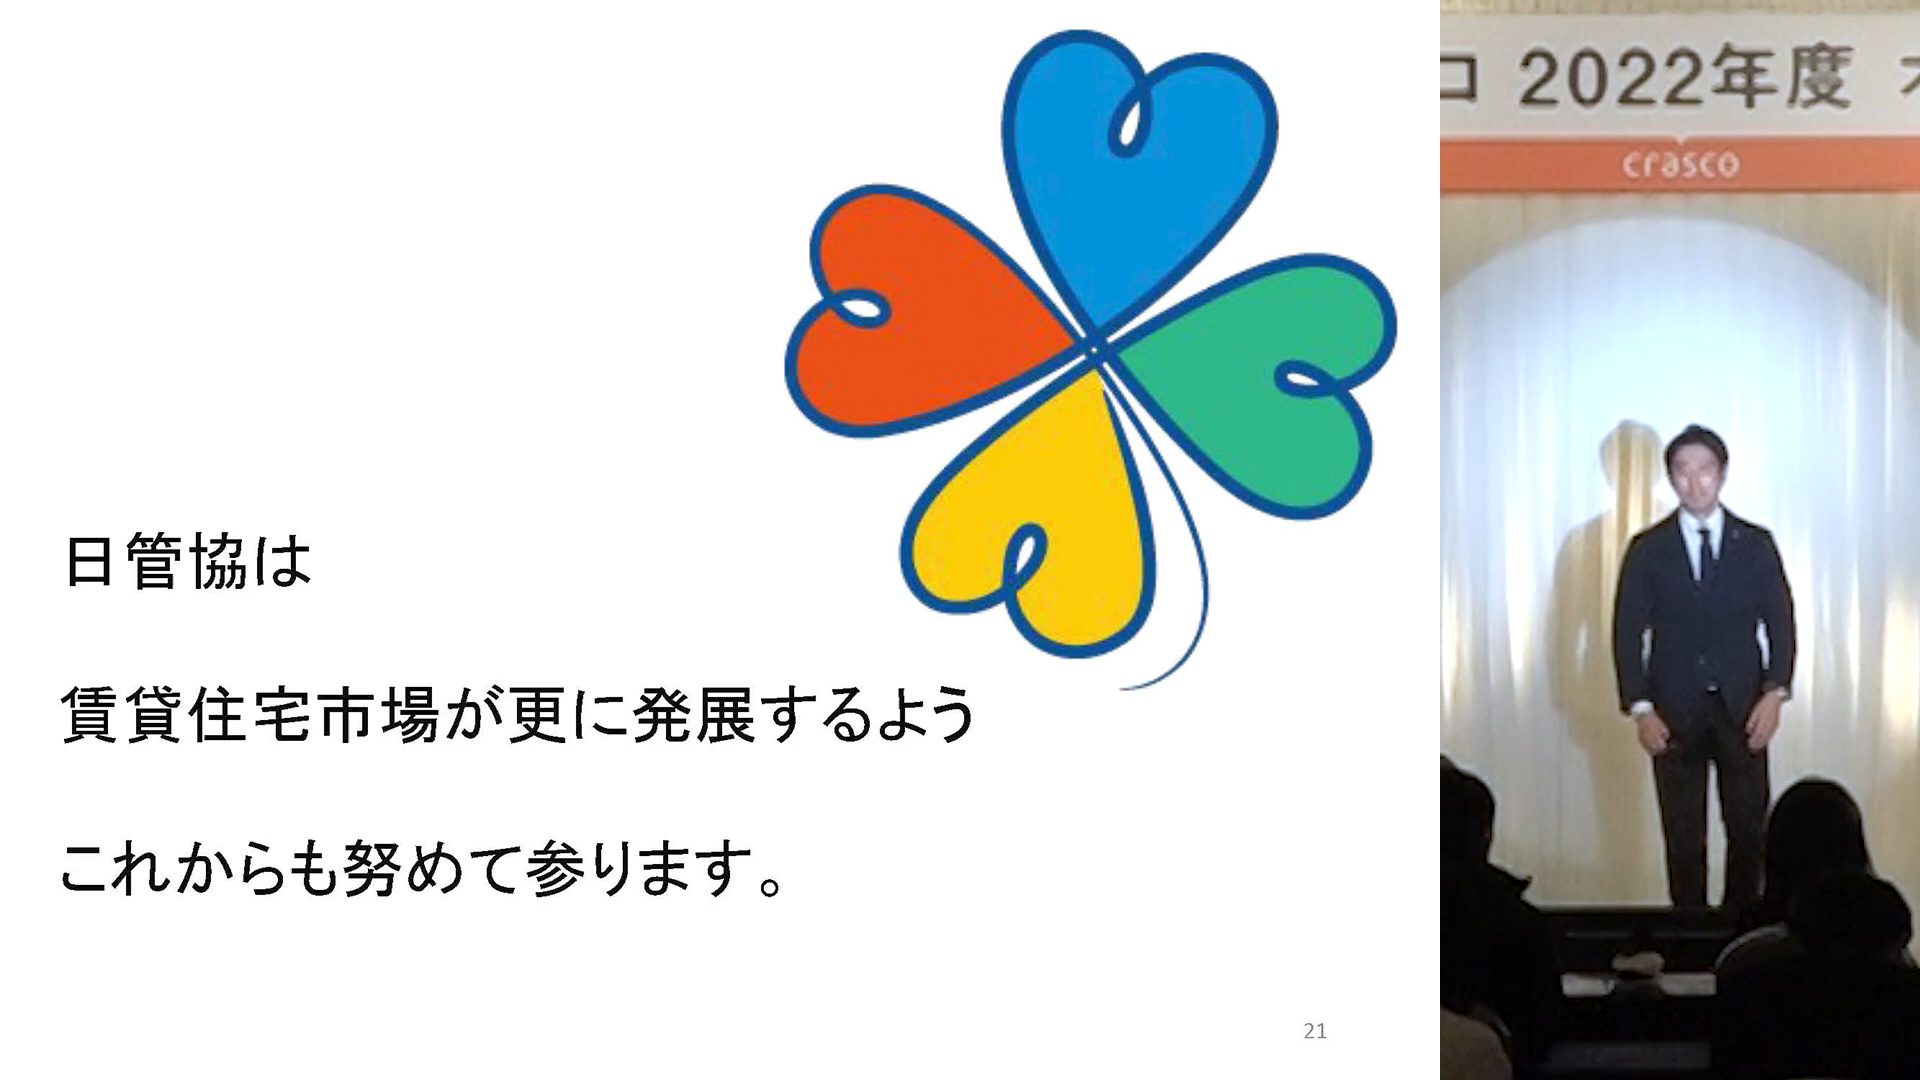 日管協は
賃貸住宅市場が更に発展するよう
これからも努めて参ります。
21
コ 2022年度
crasco